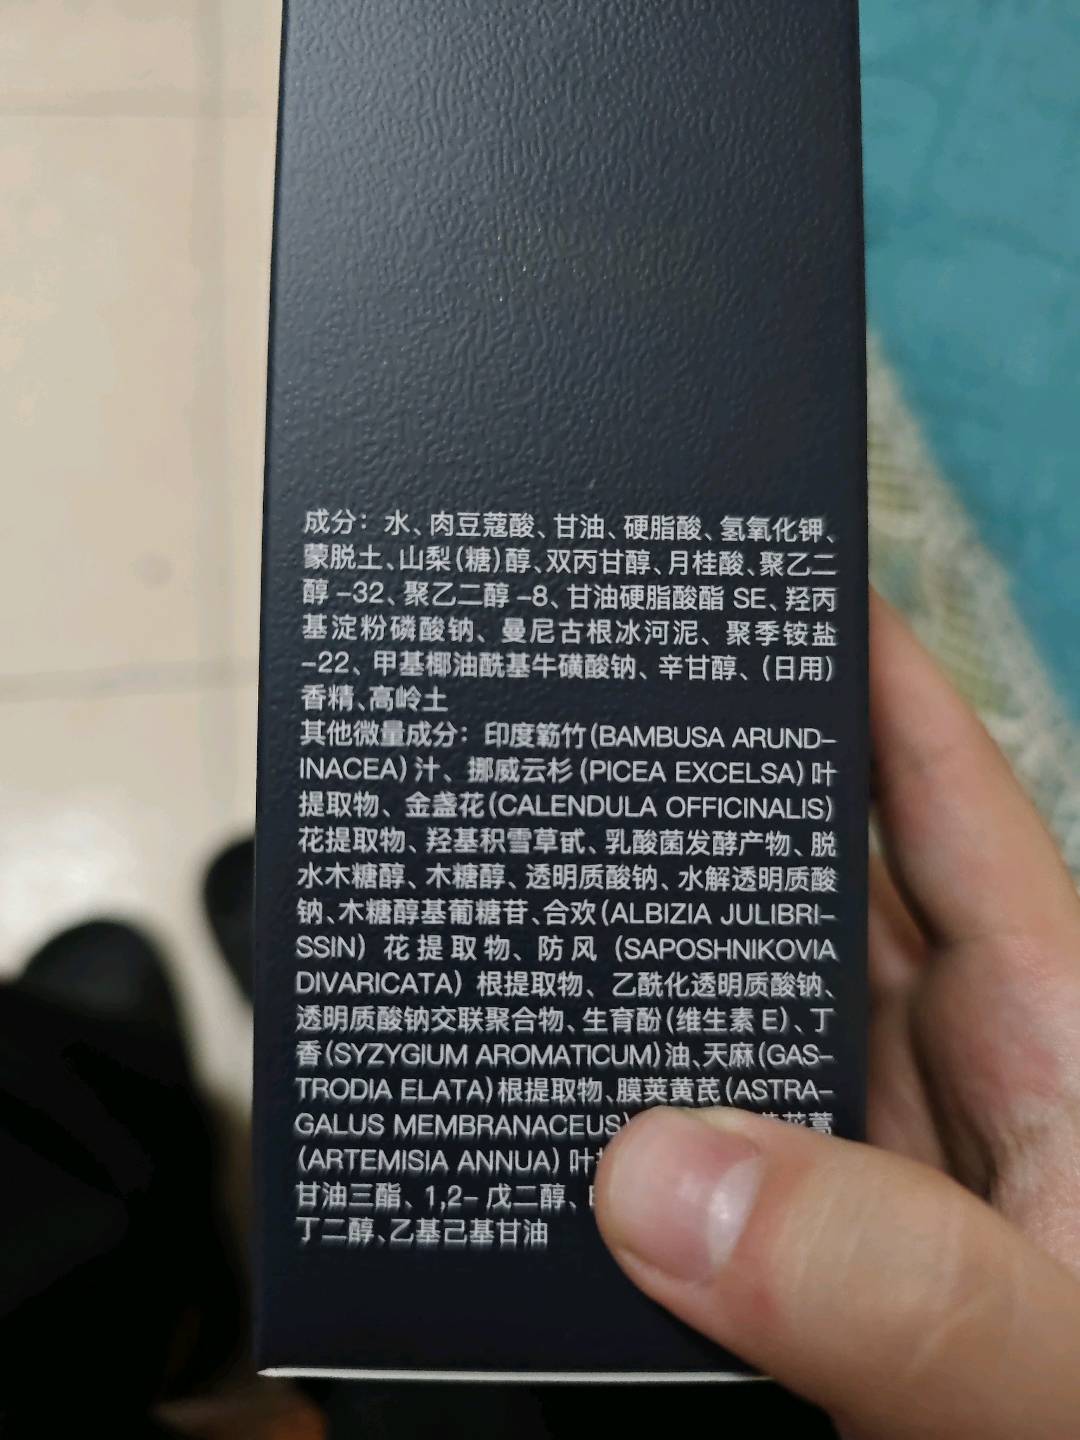 成分：水、肉豆蔻酸、甘油、硬脂酸、氢氧化钾、
蒙脱土、山梨(糖)醇、双丙甘醇、月桂酸、聚乙二
醇-32、聚乙二醇-8、甘油硬脂酸酯 SE、羟丙
基淀粉磷酸钠、曼尼古根冰河泥、聚季铵盐
-22、甲基椰油酰基牛磺酸钠、辛甘醇、(日用)
香精、高岭土
其他微量成分：印度簕竹(BAMBUSA ARUND-
INACEA)汁、挪威云杉(PICEA EXCELSA)叶
提取物、金盏花(CALENDULA OFFICINALIS)
花提取物、羟基积雪草甙、乳酸菌发酵产物、脱
水木糖醇、木糖醇、透明质酸钠、水解透明质酸
钠、木糖醇基葡糖苷、合欢(ALBIZIA JULIBRI-
SSIN)花提取物、防风(SAPOSHNIKOVIA
DIVARICATA)根提取物、乙酰化透明质酸钠、
透明质酸钠交联聚合物、生育酚(维生素 E)、丁
香(SYZYGIUM AROMATICUM)油、天麻(GAS-
TRODIA ELATA)根提取物、膜荚黄芪(ASTRA-
GALUS MEMBRANACEUS)
(ARTEMISIA ANNUA)叶
甘油三酯、1,2-戊二醇、
丁二醇、乙基己基甘油